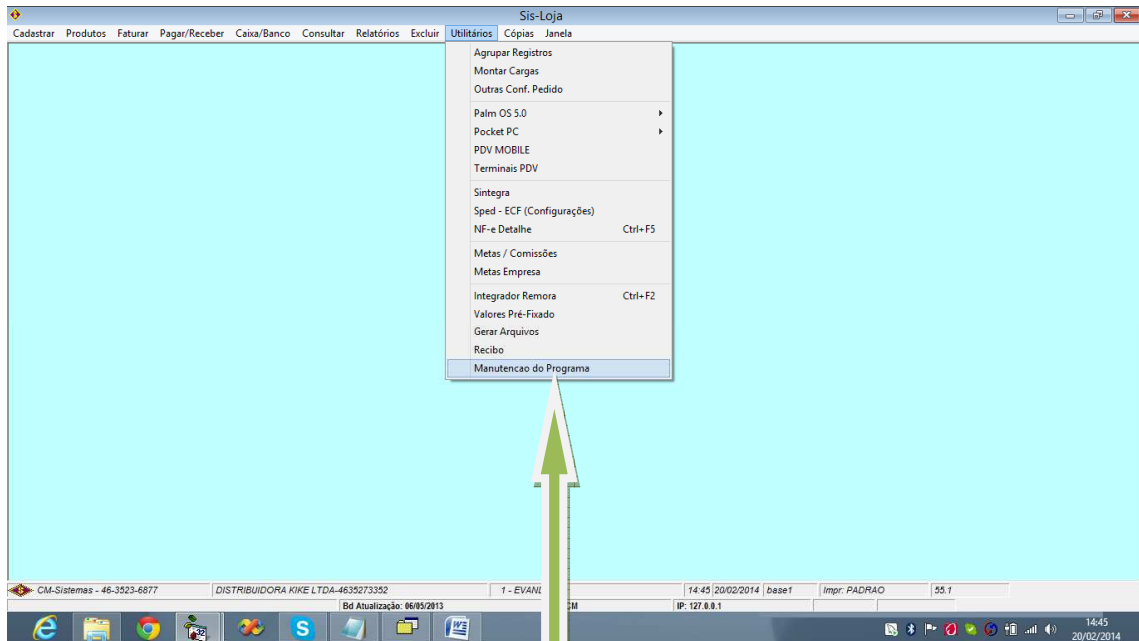 Sis-Loja
Cadastrar Produtos Faturar Pagar/Receber Caixa/Banco Consultar Relatórios Excluir Utilitários Cópias Janela
Agrupar Registros
Montar Cargas
Outras Conf. Pedido
Palm OS 5.0
Pocket PC
PDV MOBILE
Terminais PDV
Sintegra
Sped - ECF (Configurações)
NF-e Detalhe Ctrl+F5
Metas / Comissões
Metas Empresa
Integrador Remora Ctrl+F2
Valores Pré-Fixado
Gerar Arquivos
Recibo
Manutencao do Programa
CM-Sistemas - 46-3523-6877 DISTRIBUIDORA KIKE LTDA-4635273352 1 - EVAN 14:45 20/02/2014 base1 Impr: PADRAO 55.1
Bd Atualização: 06/05/2013 IP: 127.0.0.1
14:45
20/02/2014